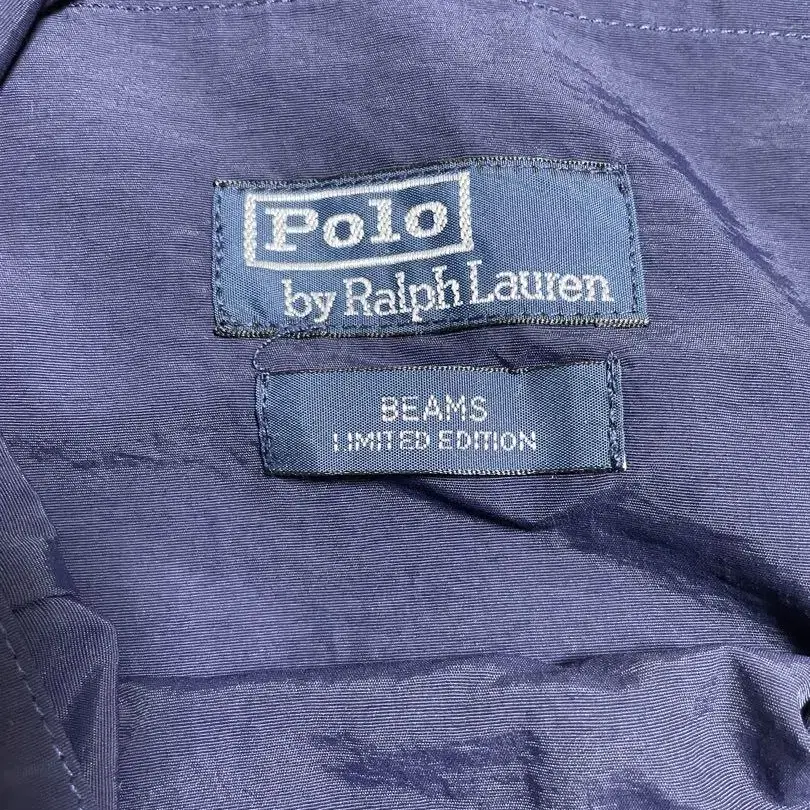 Polo
by Ralph Lauren
BEAMS
LIMITED EDITION